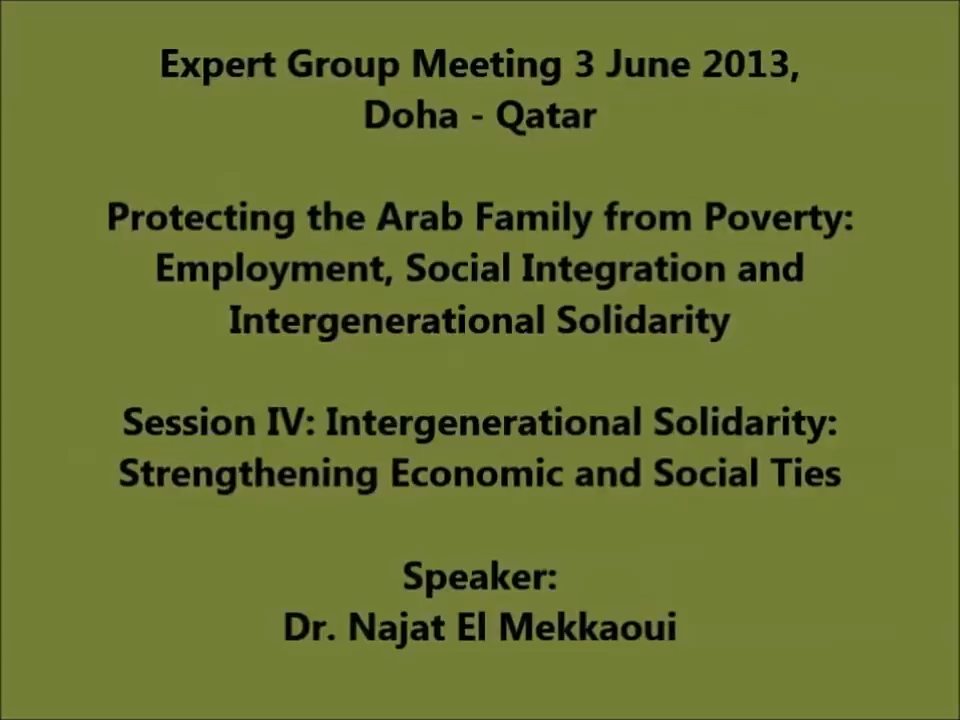 Expert Group Meeting 3 June 2013,
Doha - Qatar
Protecting the Arab Family from Poverty:
Employment, Social Integration and
Intergenerational Solidarity
Session IV: Intergenerational Solidarity:
Strengthening Economic and Social Ties
Speaker:
Dr. Najat El Mekkaoui